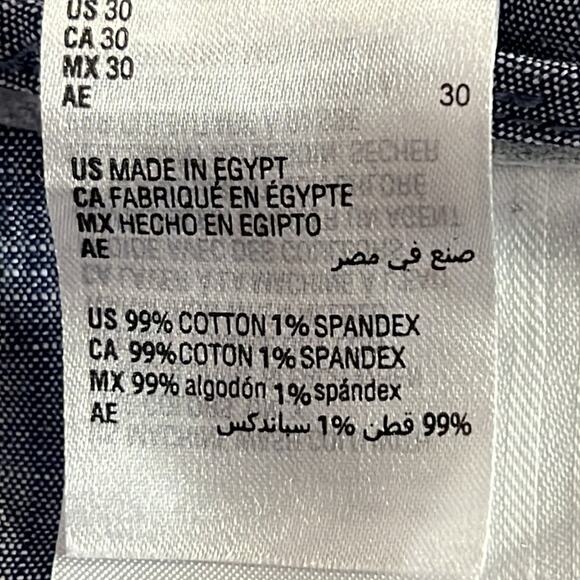 US 30
CA 30
MX 30
AE 30
US MADE IN EGYPT
CA FABRIQUÉ EN ÉGYPTE
MX HECHO EN EGIPTO
AE صنع في مصر
US 99% COTTON 1% SPANDEX
CA 99% COTON 1% SPANDEX
MX 99% algodón 1% spándex
AE 99% قطن 1% سباندكس